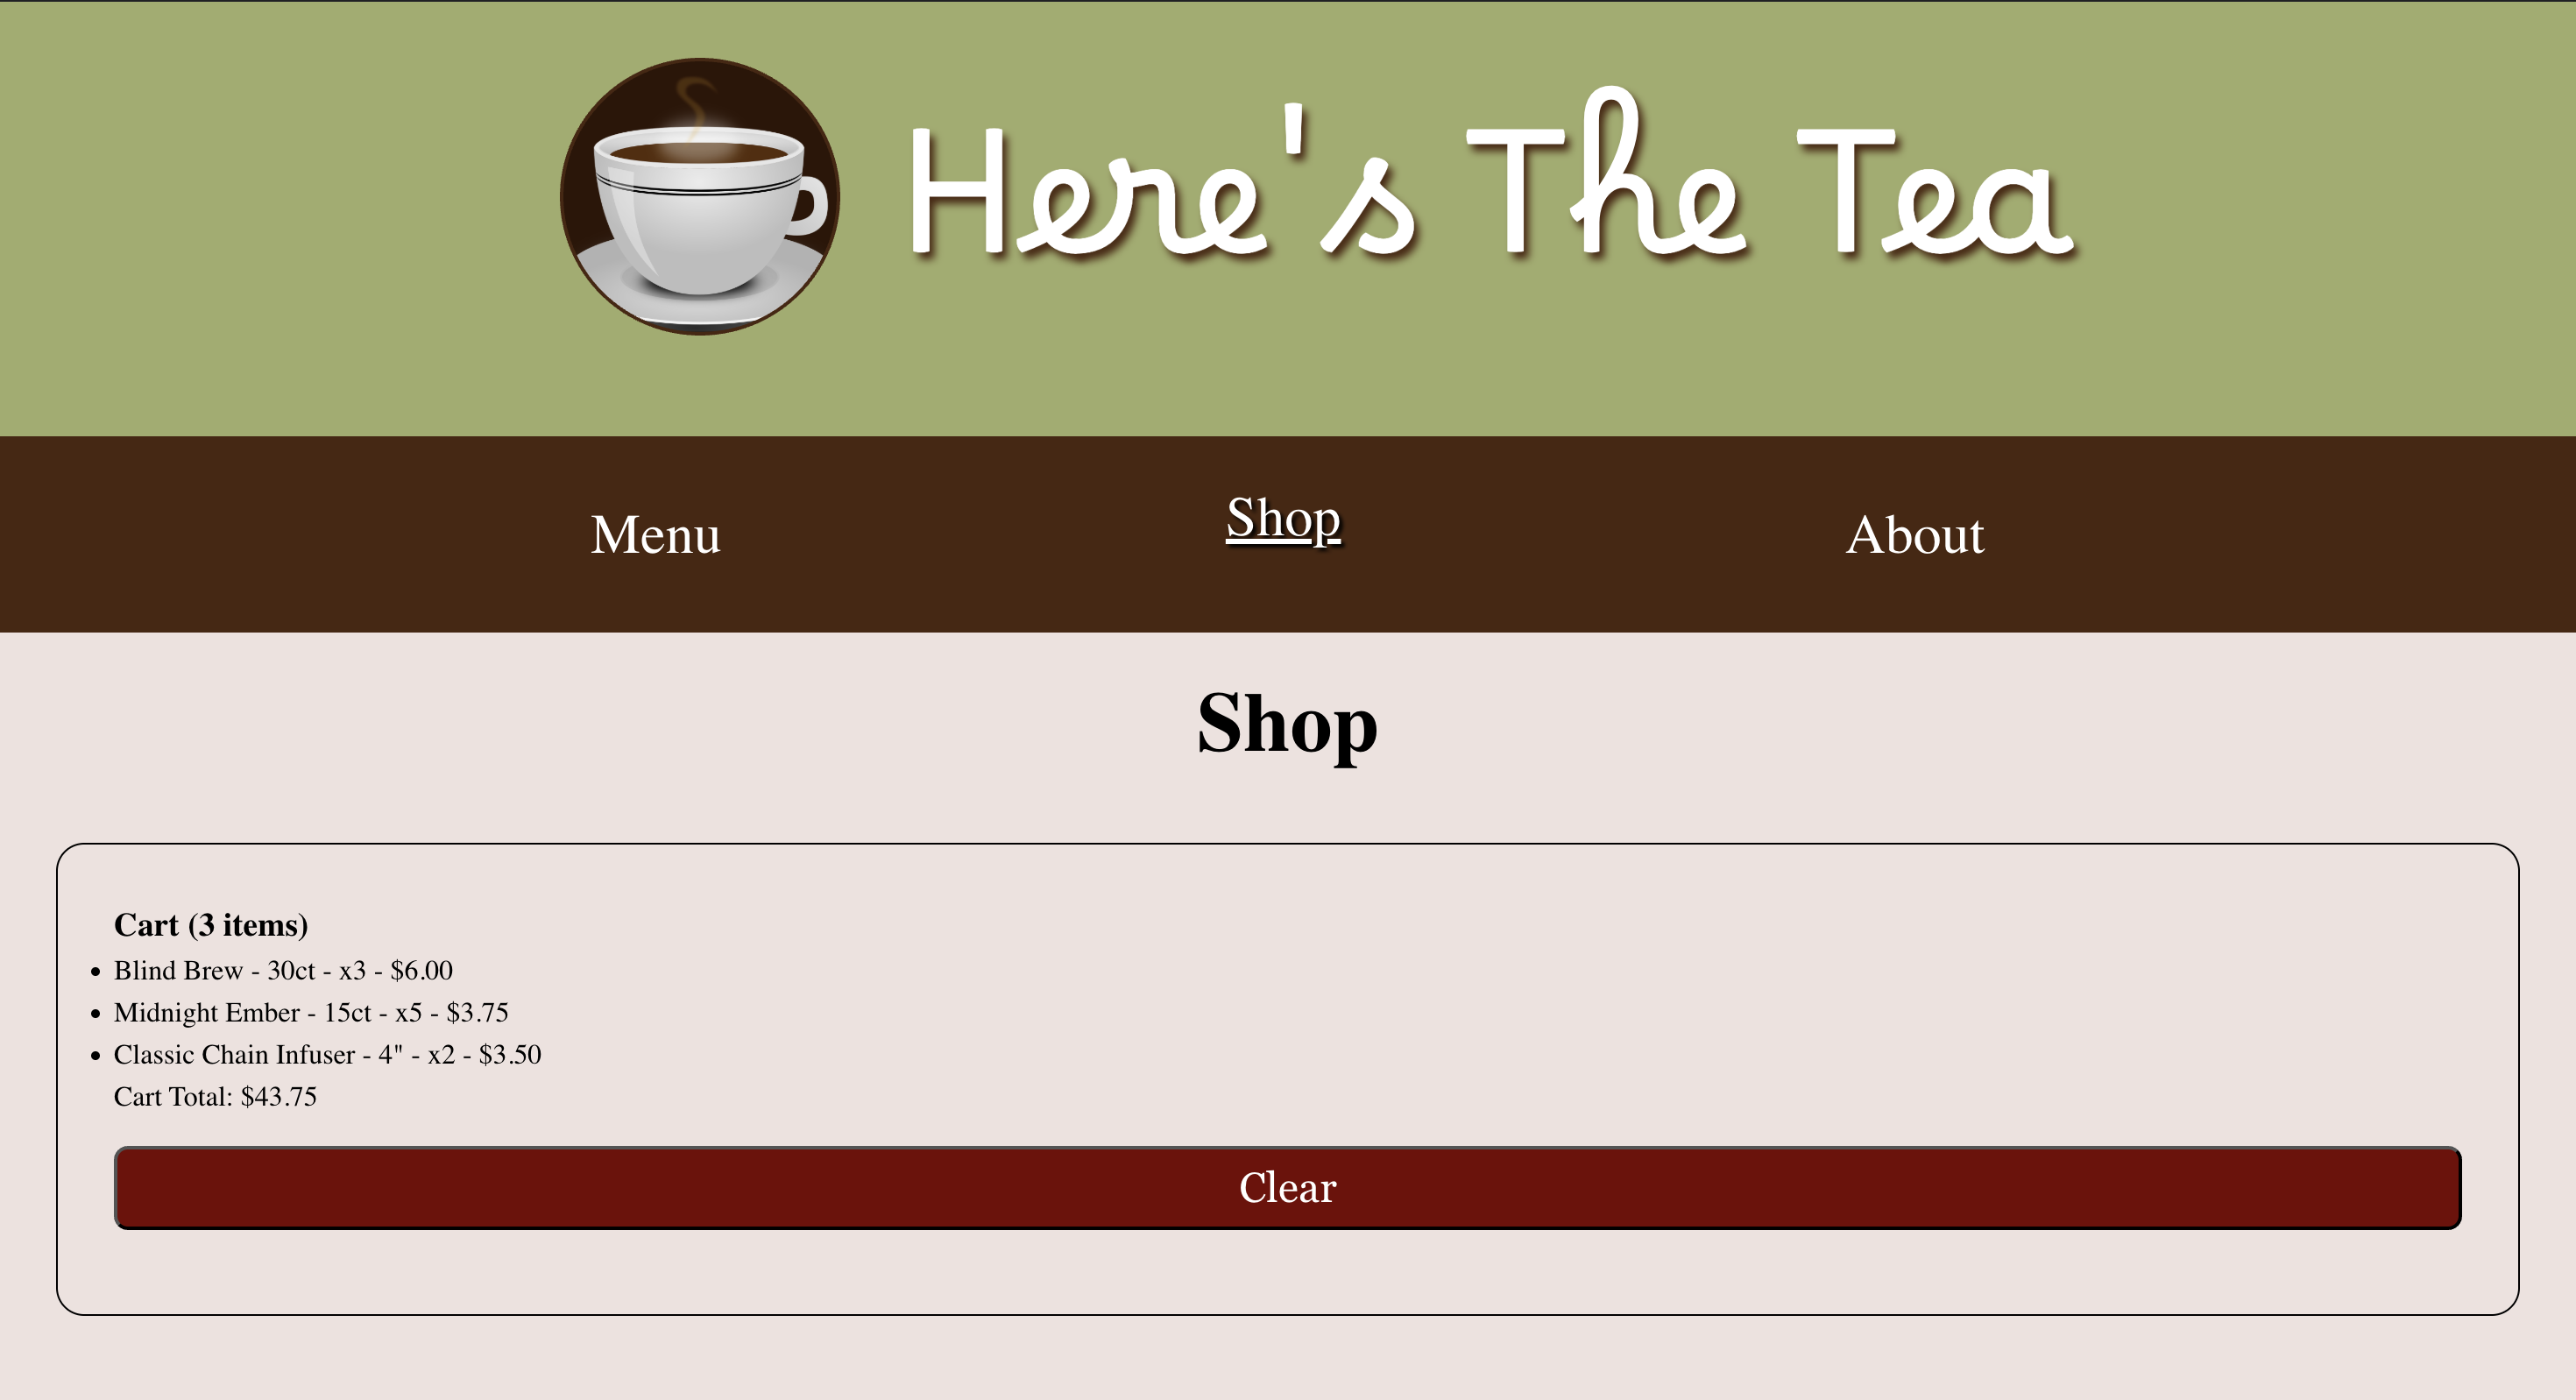 Here's The Tea
Menu Shop About
Shop
Cart (3 items)
• Blind Brew - 30ct - x3 - $6.00
• Midnight Ember - 15ct - x5 - $3.75
• Classic Chain Infuser - 4" - x2 - $3.50
Cart Total: $43.75
Clear